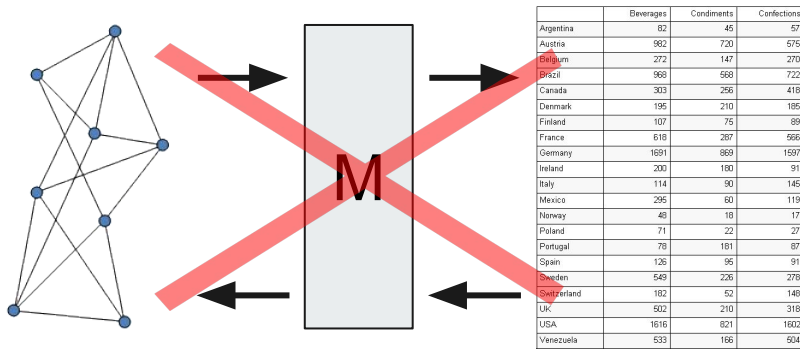 M
Beverages Condiments Confections
Argentina 82 45 57
Austria 982 720 575
Belgium 272 147 270
Brazil 968 568 722
Canada 303 256 418
Denmark 195 210 185
Finland 107 75 89
France 618 287 566
Germany 1691 869 1597
Ireland 200 180 91
Italy 114 90 145
Mexico 295 60 119
Norway 48 18 17
Poland 71 22 27
Portugal 78 181 87
Spain 126 95 91
Sweden 549 226 278
Switzerland 182 52 148
UK 502 210 318
USA 1616 821 1602
Venezuela 533 166 504